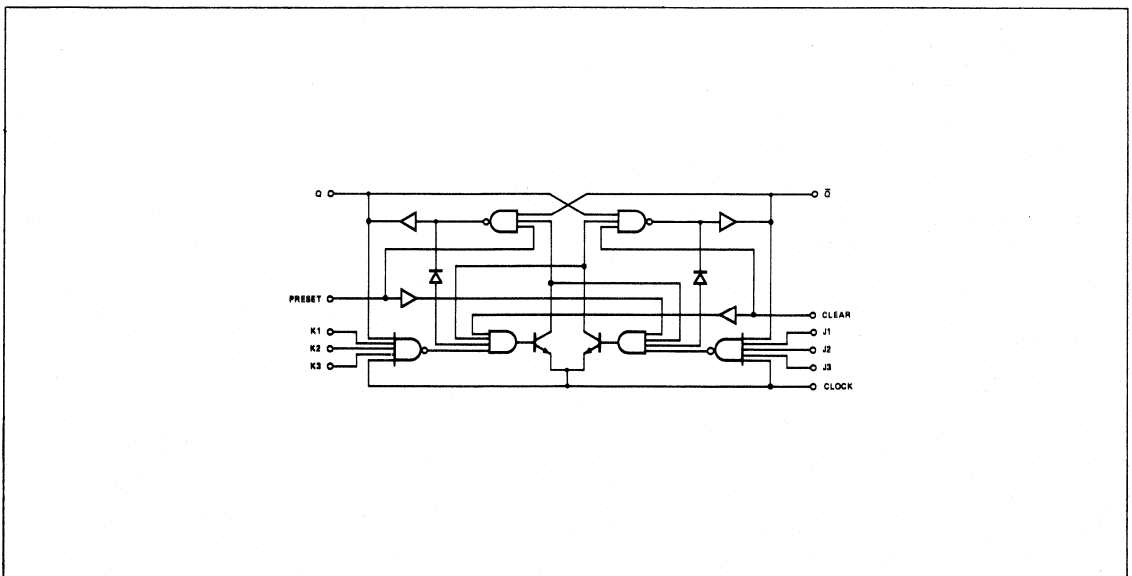 Q Q̄
PRESET
CLEAR
K1 J1
K2 J2
K3 J3
CLOCK